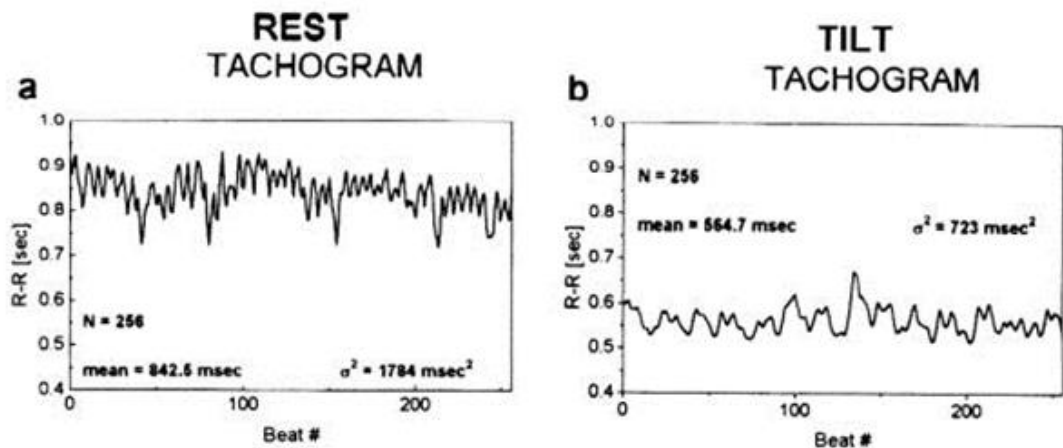 REST
TACHOGRAM
a
1.0
0.9
0.8
0.7
0.6
0.5
0.4
R-R [sec]
N = 256
mean = 842.5 msec
σ² = 1784 msec²
0
100
200
Beat #
TILT
TACHOGRAM
b
1.0
0.9
0.8
0.7
0.6
0.5
0.4
R-R [sec]
N = 256
mean = 564.7 msec
σ² = 723 msec²
0
100
200
Beat #